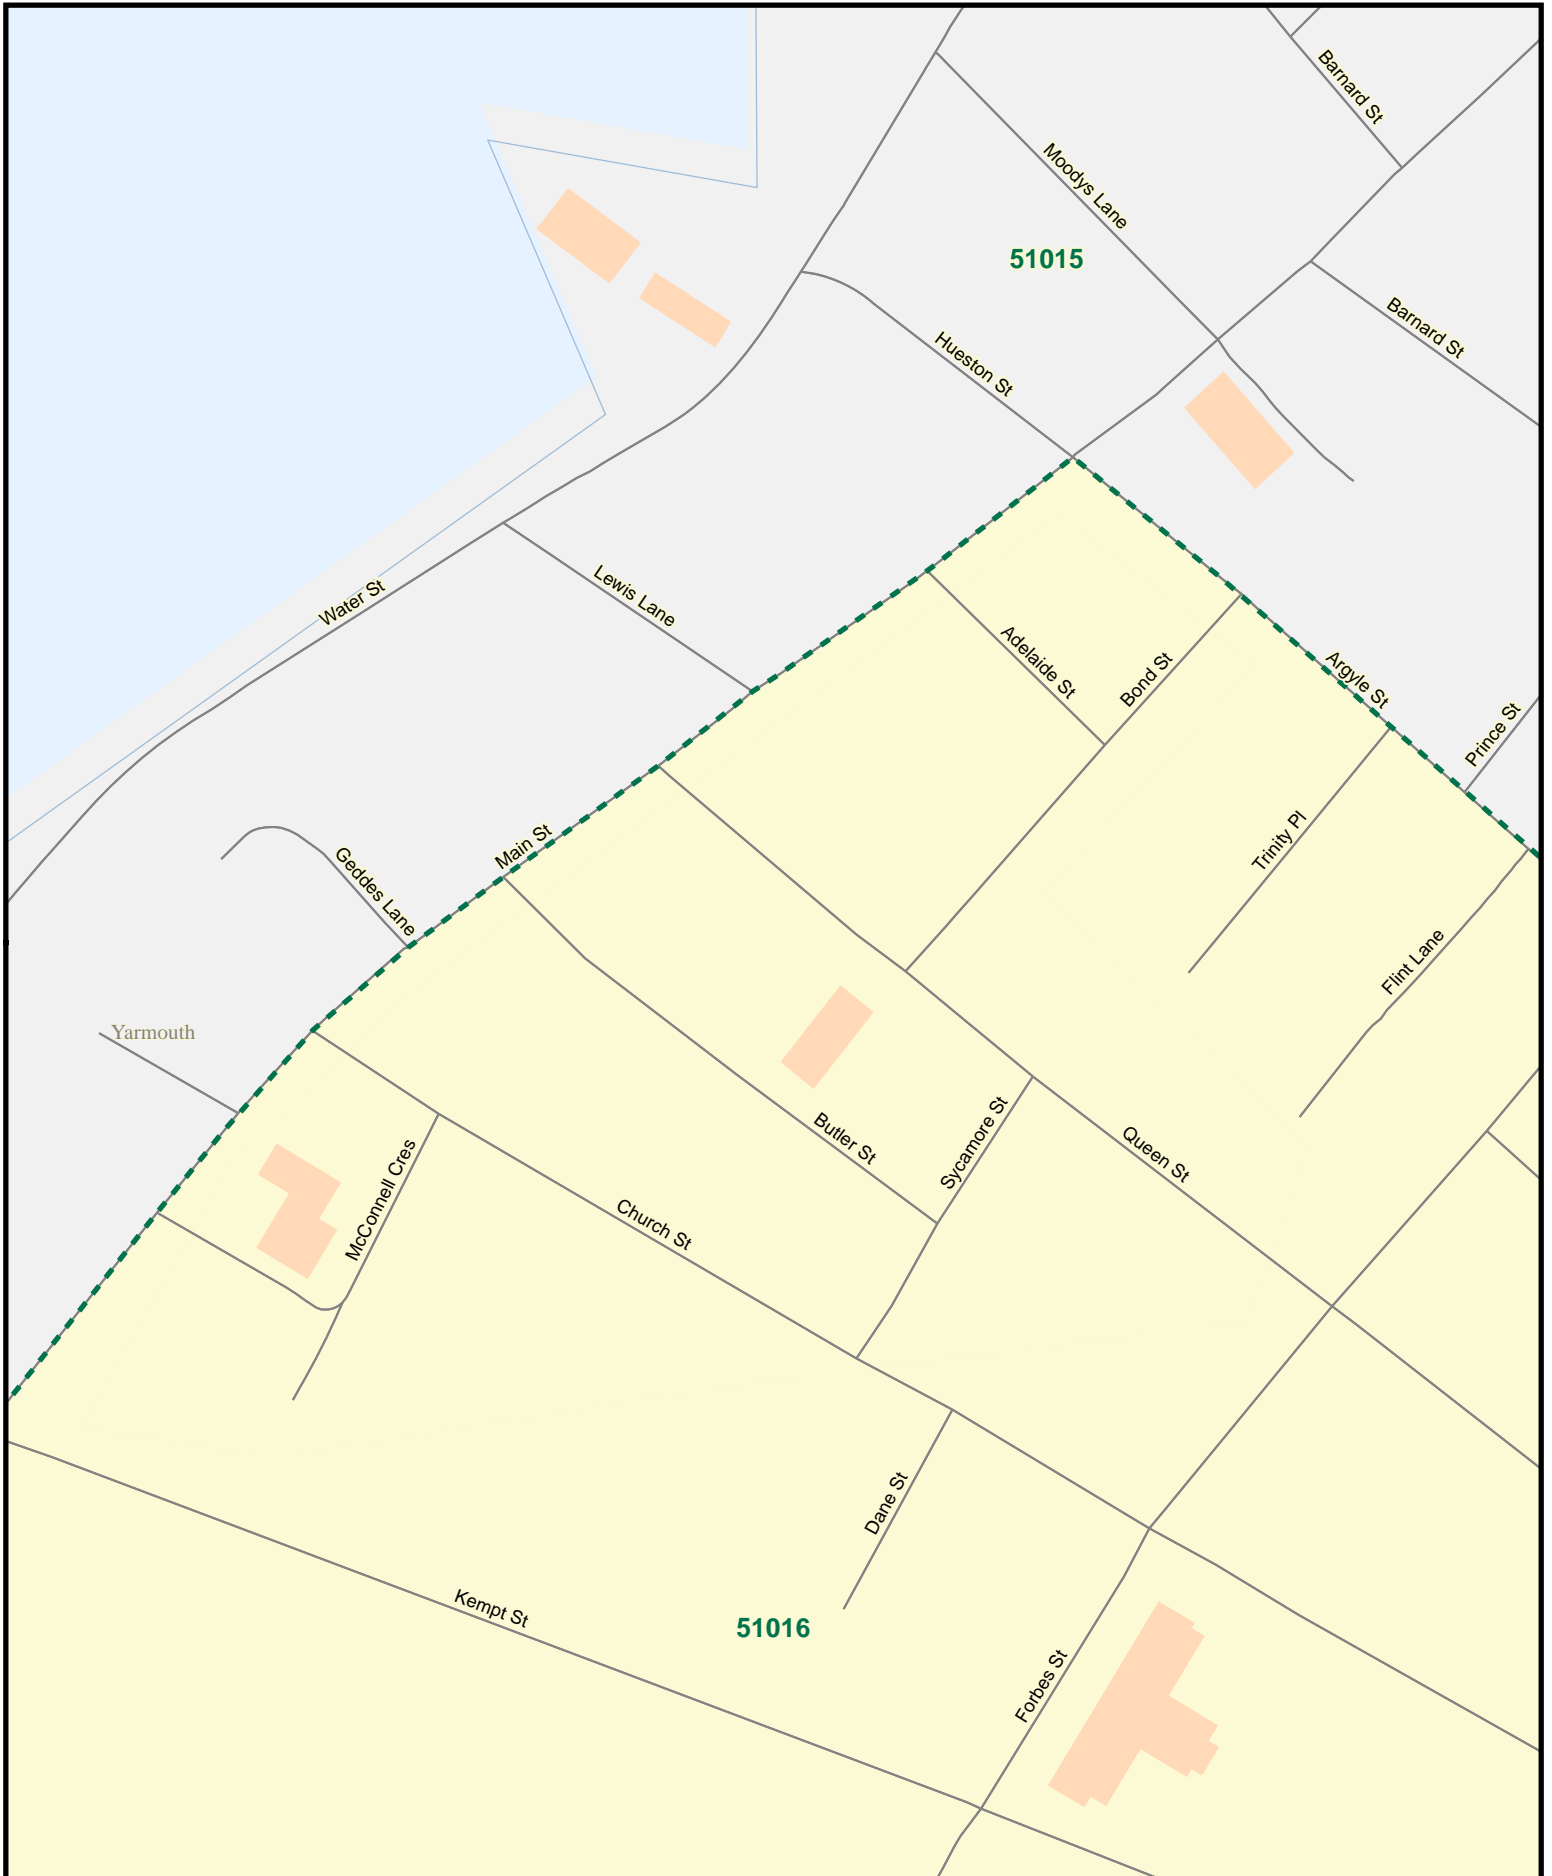 Barnard St
Moodys Lane
51015
Barnard St
Hueston St
Lewis Lane
Water St
Adelaide St
Bond St
Argyle St
Prince St
Main St
Trinity Pl
Geddes Lane
Flint Lane
Yarmouth
Butler St
Sycamore St
Queen St
McConnell Cres
Church St
Dane St
Kempt St
51016
Forbes St